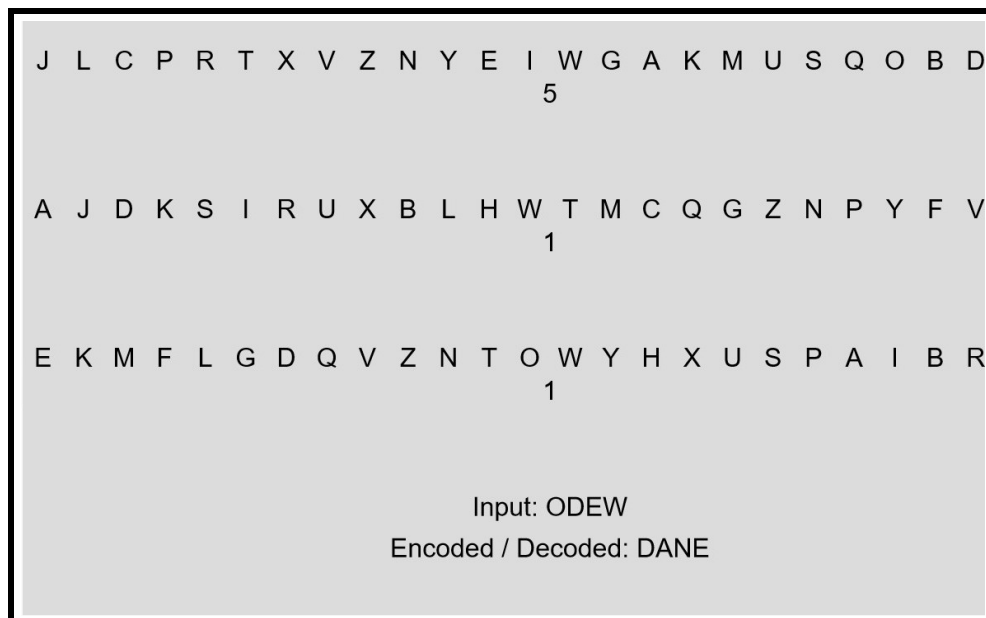 J L C P R T X V Z N Y E I W G A K M U S Q O B D
5
A J D K S I R U X B L H W T M C Q G Z N P Y F V
1
E K M F L G D Q V Z N T O W Y H X U S P A I B R
1
Input: ODEW
Encoded / Decoded: DANE